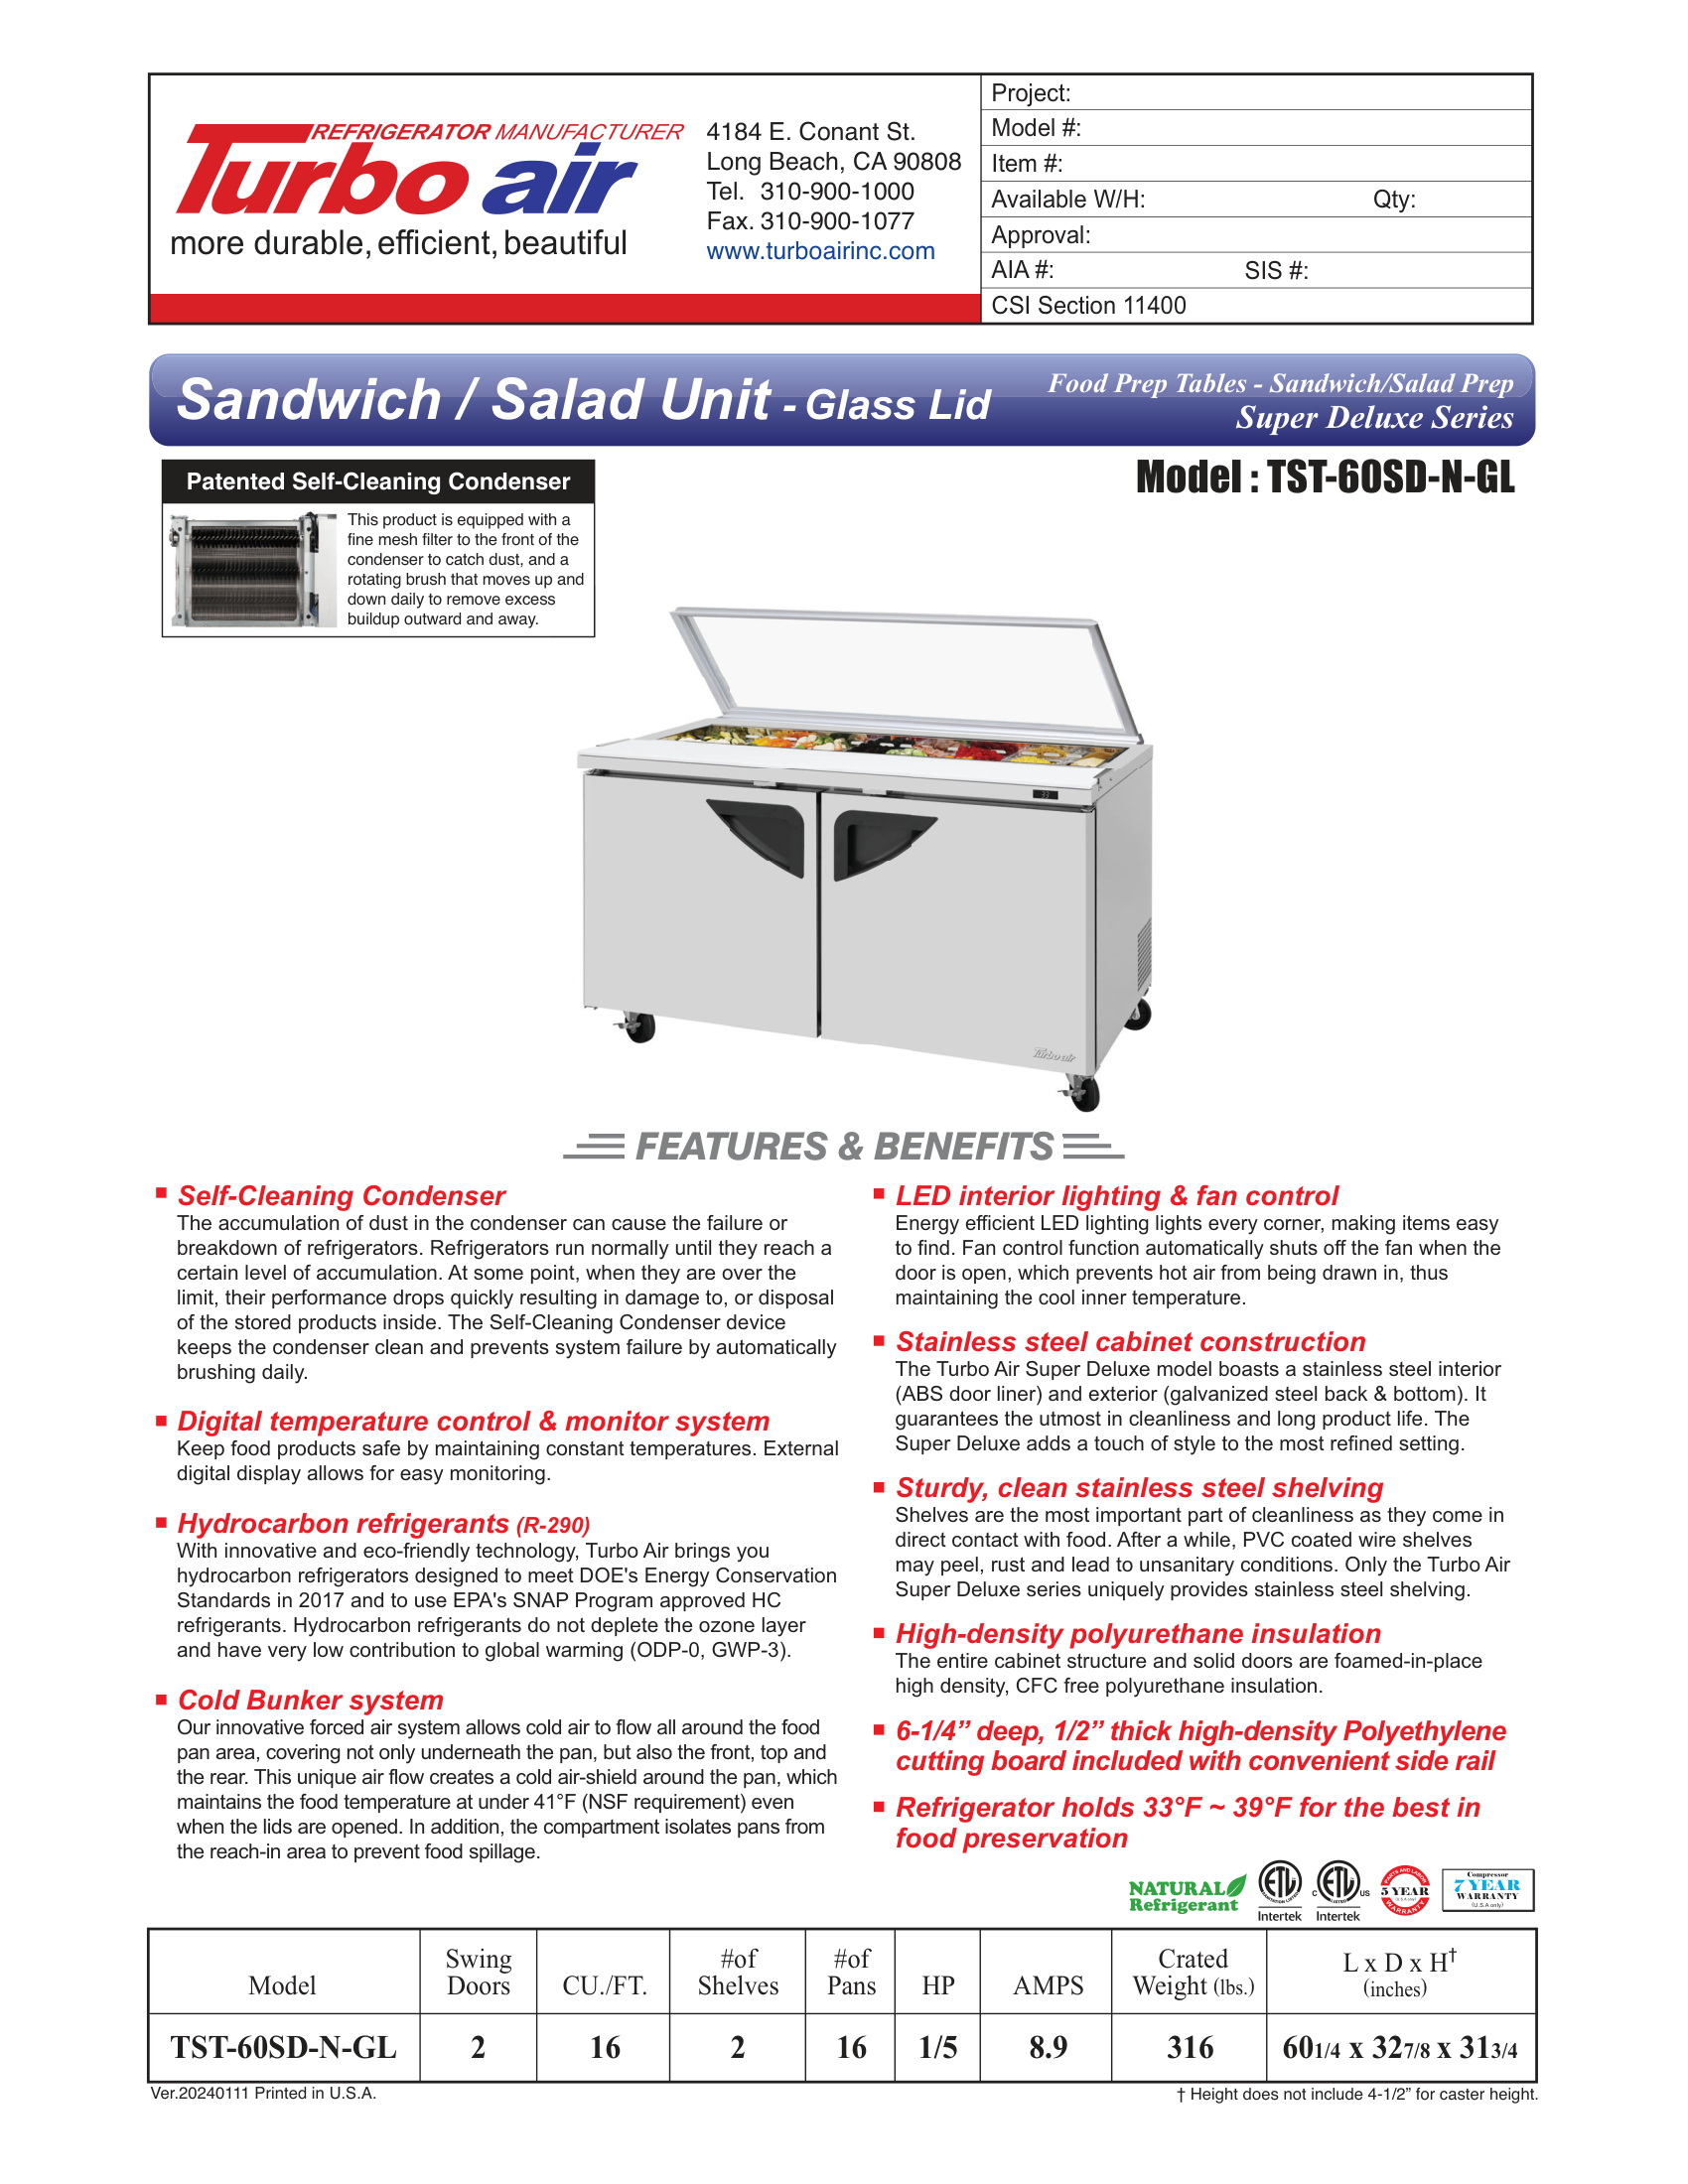 REFRIGERATOR MANUFACTURER
Turbo air
more durable, efficient, beautiful
4184 E. Conant St.
Long Beach, CA 90808
Tel. 310-900-1000
Fax. 310-900-1077
www.turboairinc.com
Project:
Model #:
Item #:
Available W/H: Qty:
Approval:
AIA #: SIS #:
CSI Section 11400
Sandwich / Salad Unit - Glass Lid
Food Prep Tables - Sandwich/Salad Prep
Super Deluxe Series
Model : TST-60SD-N-GL
Patented Self-Cleaning Condenser
This product is equipped with a
fine mesh filter to the front of the
condenser to catch dust, and a
rotating brush that moves up and
down daily to remove excess
buildup outward and away.
33
Turbo air
FEATURES & BENEFITS
Self-Cleaning Condenser
The accumulation of dust in the condenser can cause the failure or
breakdown of refrigerators. Refrigerators run normally until they reach a
certain level of accumulation. At some point, when they are over the
limit, their performance drops quickly resulting in damage to, or disposal
of the stored products inside. The Self-Cleaning Condenser device
keeps the condenser clean and prevents system failure by automatically
brushing daily.
Digital temperature control & monitor system
Keep food products safe by maintaining constant temperatures. External
digital display allows for easy monitoring.
Hydrocarbon refrigerants (R-290)
With innovative and eco-friendly technology, Turbo Air brings you
hydrocarbon refrigerators designed to meet DOE's Energy Conservation
Standards in 2017 and to use EPA's SNAP Program approved HC
refrigerants. Hydrocarbon refrigerants do not deplete the ozone layer
and have very low contribution to global warming (ODP-0, GWP-3).
Cold Bunker system
Our innovative forced air system allows cold air to flow all around the food
pan area, covering not only underneath the pan, but also the front, top and
the rear. This unique air flow creates a cold air-shield around the pan, which
maintains the food temperature at under 41°F (NSF requirement) even
when the lids are opened. In addition, the compartment isolates pans from
the reach-in area to prevent food spillage.
LED interior lighting & fan control
Energy efficient LED lighting lights every corner, making items easy
to find. Fan control function automatically shuts off the fan when the
door is open, which prevents hot air from being drawn in, thus
maintaining the cool inner temperature.
Stainless steel cabinet construction
The Turbo Air Super Deluxe model boasts a stainless steel interior
(ABS door liner) and exterior (galvanized steel back & bottom). It
guarantees the utmost in cleanliness and long product life. The
Super Deluxe adds a touch of style to the most refined setting.
Sturdy, clean stainless steel shelving
Shelves are the most important part of cleanliness as they come in
direct contact with food. After a while, PVC coated wire shelves
may peel, rust and lead to unsanitary conditions. Only the Turbo Air
Super Deluxe series uniquely provides stainless steel shelving.
High-density polyurethane insulation
The entire cabinet structure and solid doors are foamed-in-place
high density, CFC free polyurethane insulation.
6-1/4” deep, 1/2” thick high-density Polyethylene
cutting board included with convenient side rail
Refrigerator holds 33°F ~ 39°F for the best in
food preservation
NATURAL
Refrigerant
ETL
SANITATION LISTED
Intertek
C ETL US
LISTED
Intertek
PARTS AND LABOR
5 YEAR
(U.S.A only)
WARRANTY
Compressor
7 YEAR
WARRANTY
(U.S.A only)
Model Swing Doors CU./FT. #of Shelves #of Pans HP AMPS Crated Weight (lbs.) L x D x H† (inches)
TST-60SD-N-GL 2 16 2 16 1/5 8.9 316 60 1/4 x 32 7/8 x 31 3/4
Ver.20240111 Printed in U.S.A.
† Height does not include 4-1/2” for caster height.